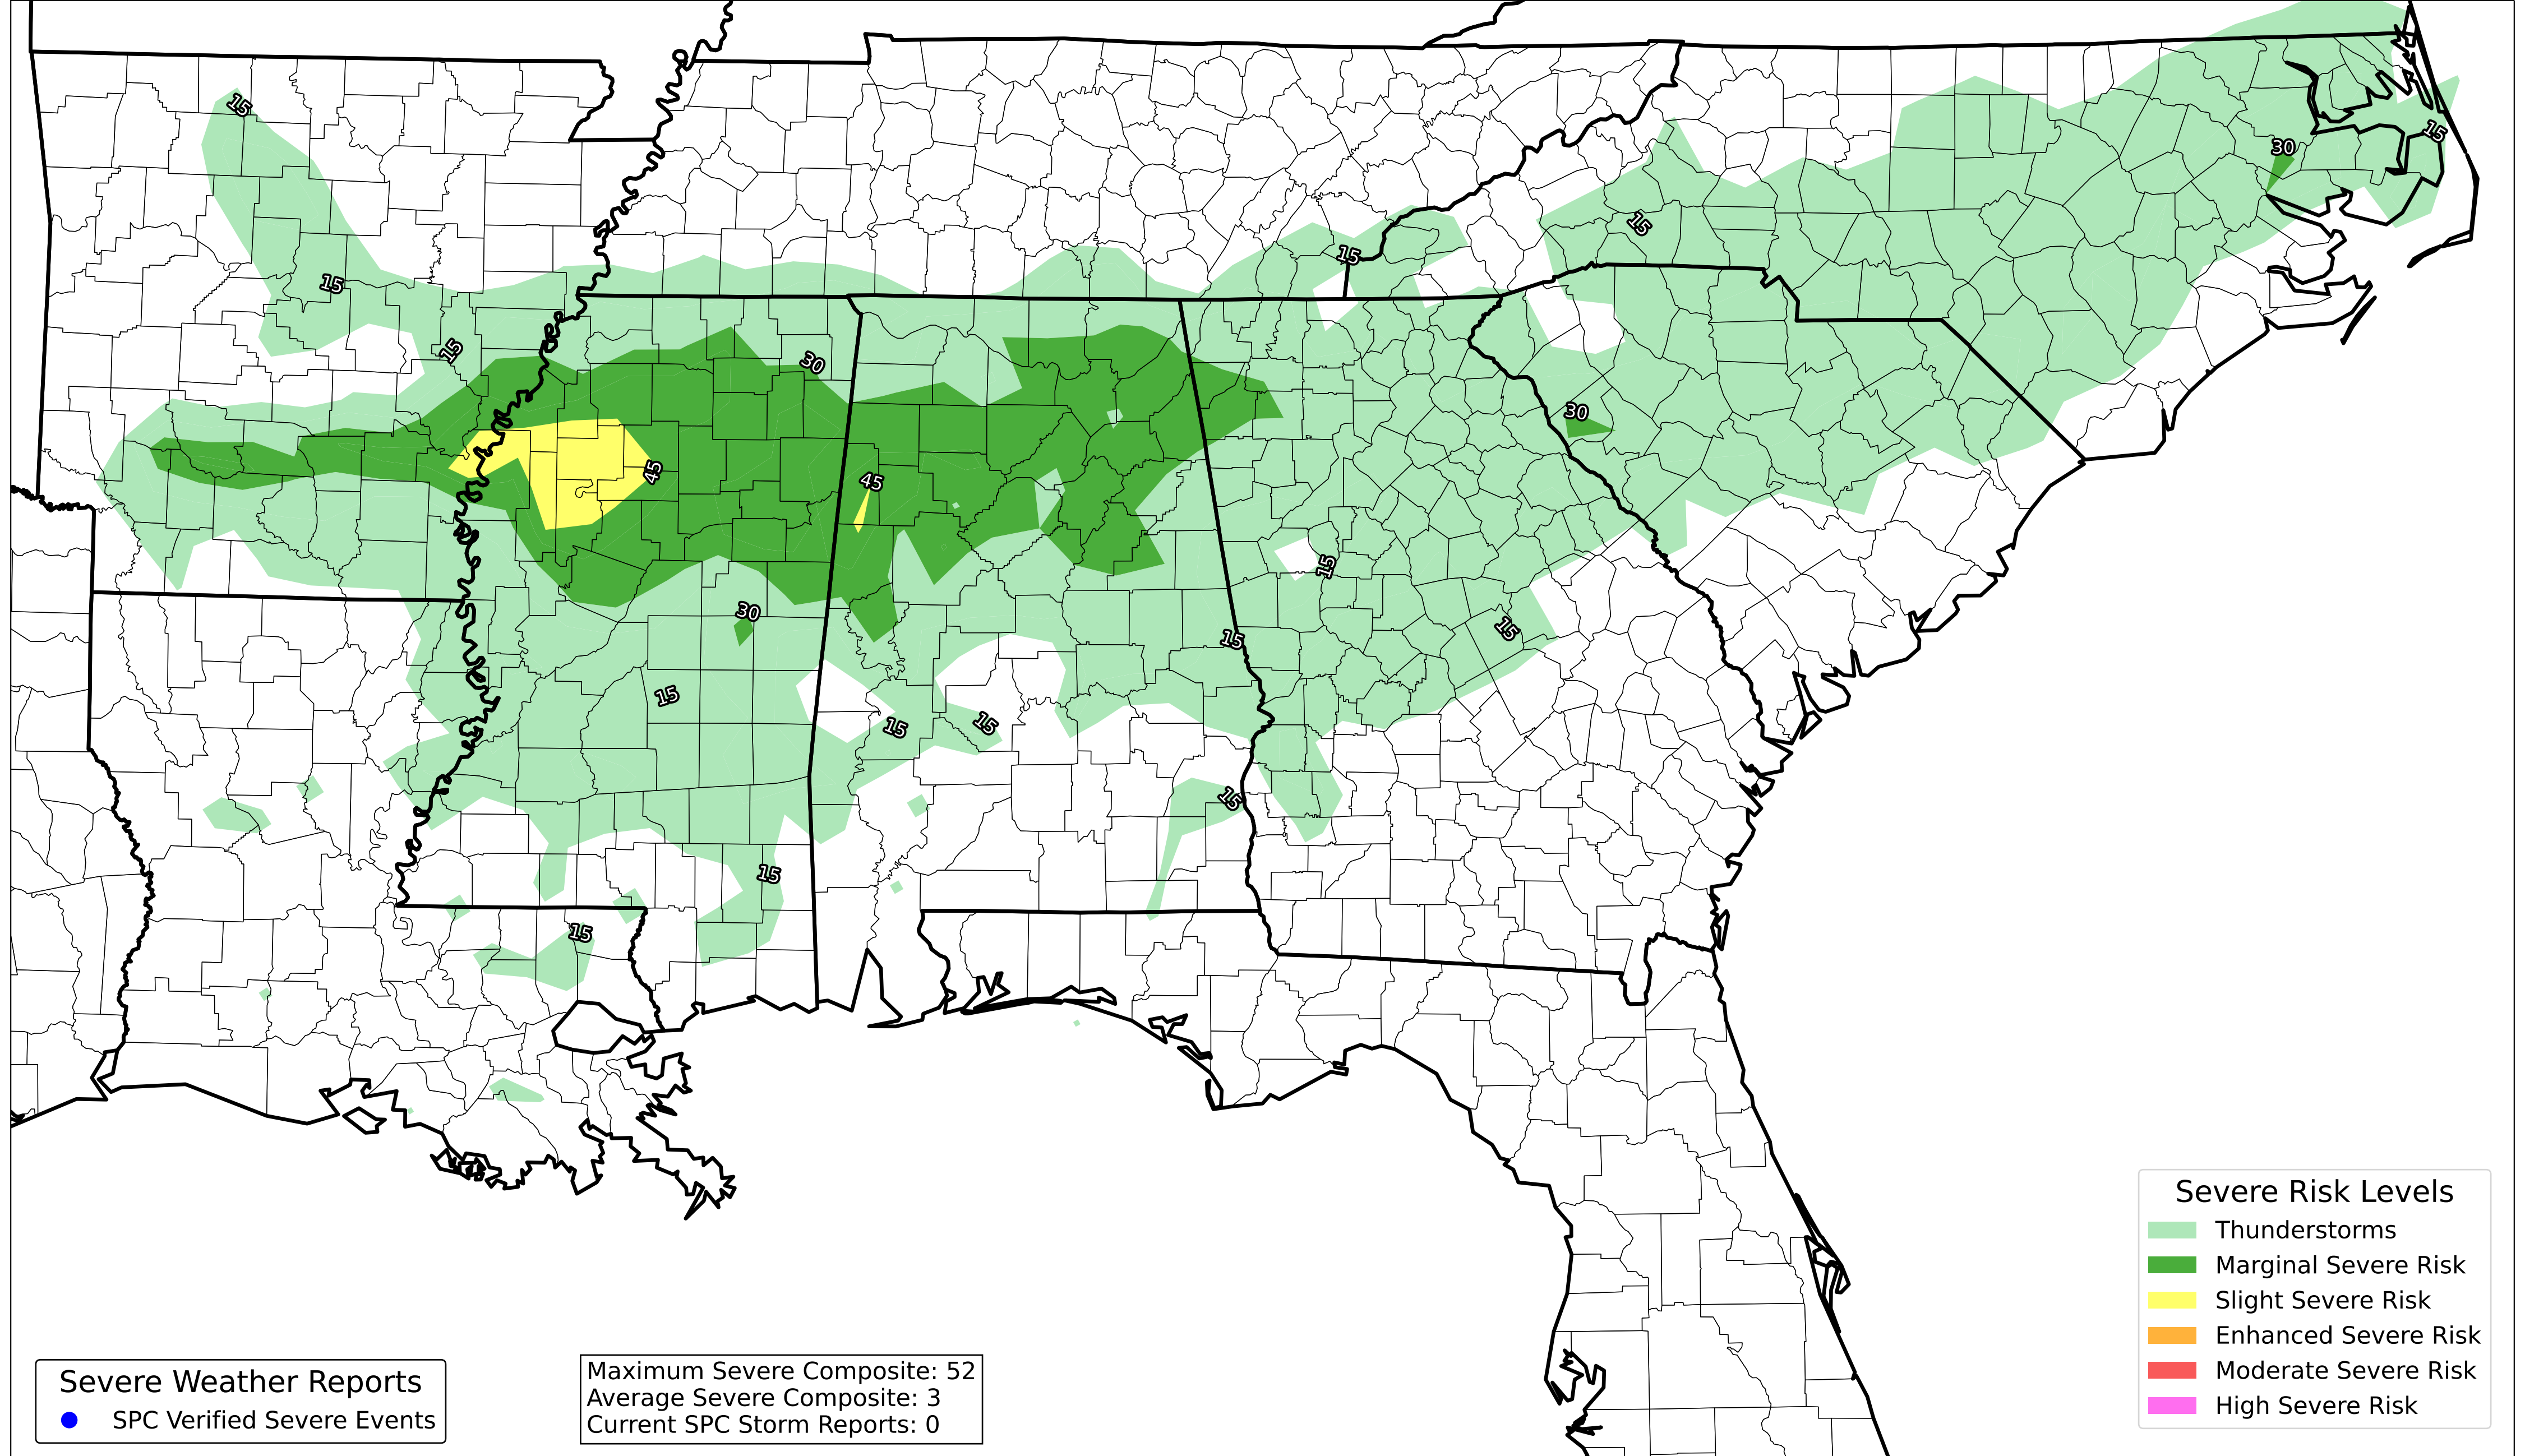 15
15
30
15
15
15
30
15
30
45
45
15
30
15
15
15
15
15
15
15
15
Severe Risk Levels
Thunderstorms
Marginal Severe Risk
Slight Severe Risk
Enhanced Severe Risk
Moderate Severe Risk
High Severe Risk
Maximum Severe Composite: 52
Average Severe Composite: 3
Current SPC Storm Reports: 0
Severe Weather Reports
SPC Verified Severe Events